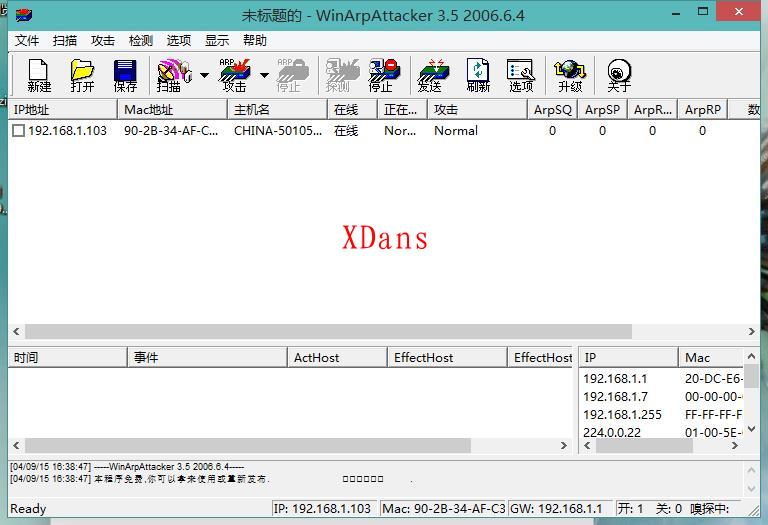 未标题的 - WinArpAttacker 3.5 2006.6.4
文件 扫描 攻击 检测 选项 显示 帮助
新建 打开 保存 扫描 攻击 停止 探测 停止 发送 刷新 选项 升级 关于
IP地址 Mac地址 主机名 在线 正在... 攻击 ArpSQ ArpSP ArpR... ArpRP 数
192.168.1.103 90-2B-34-AF-C... CHINA-50105... 在线 Nor... Normal 0 0 0 0
XDans
时间 事件 ActHost EffectHost EffectHost
IP Mac
192.168.1.1 20-DC-E6-
192.168.1.7 00-00-00-
192.168.1.255 FF-FF-FF-F
224.0.0.22 01-00-5E-
[04/09/15 16:38:47] -----WinArpAttacker 3.5 2006.6.4-----
[04/09/15 16:38:47] 本程序免费,你可以拿来使用或重新发布. □□□□□□ .
Ready IP: 192.168.1.103 Mac: 90-2B-34-AF-C3 GW: 192.168.1.1 开: 1 关: 0 嗅探中: